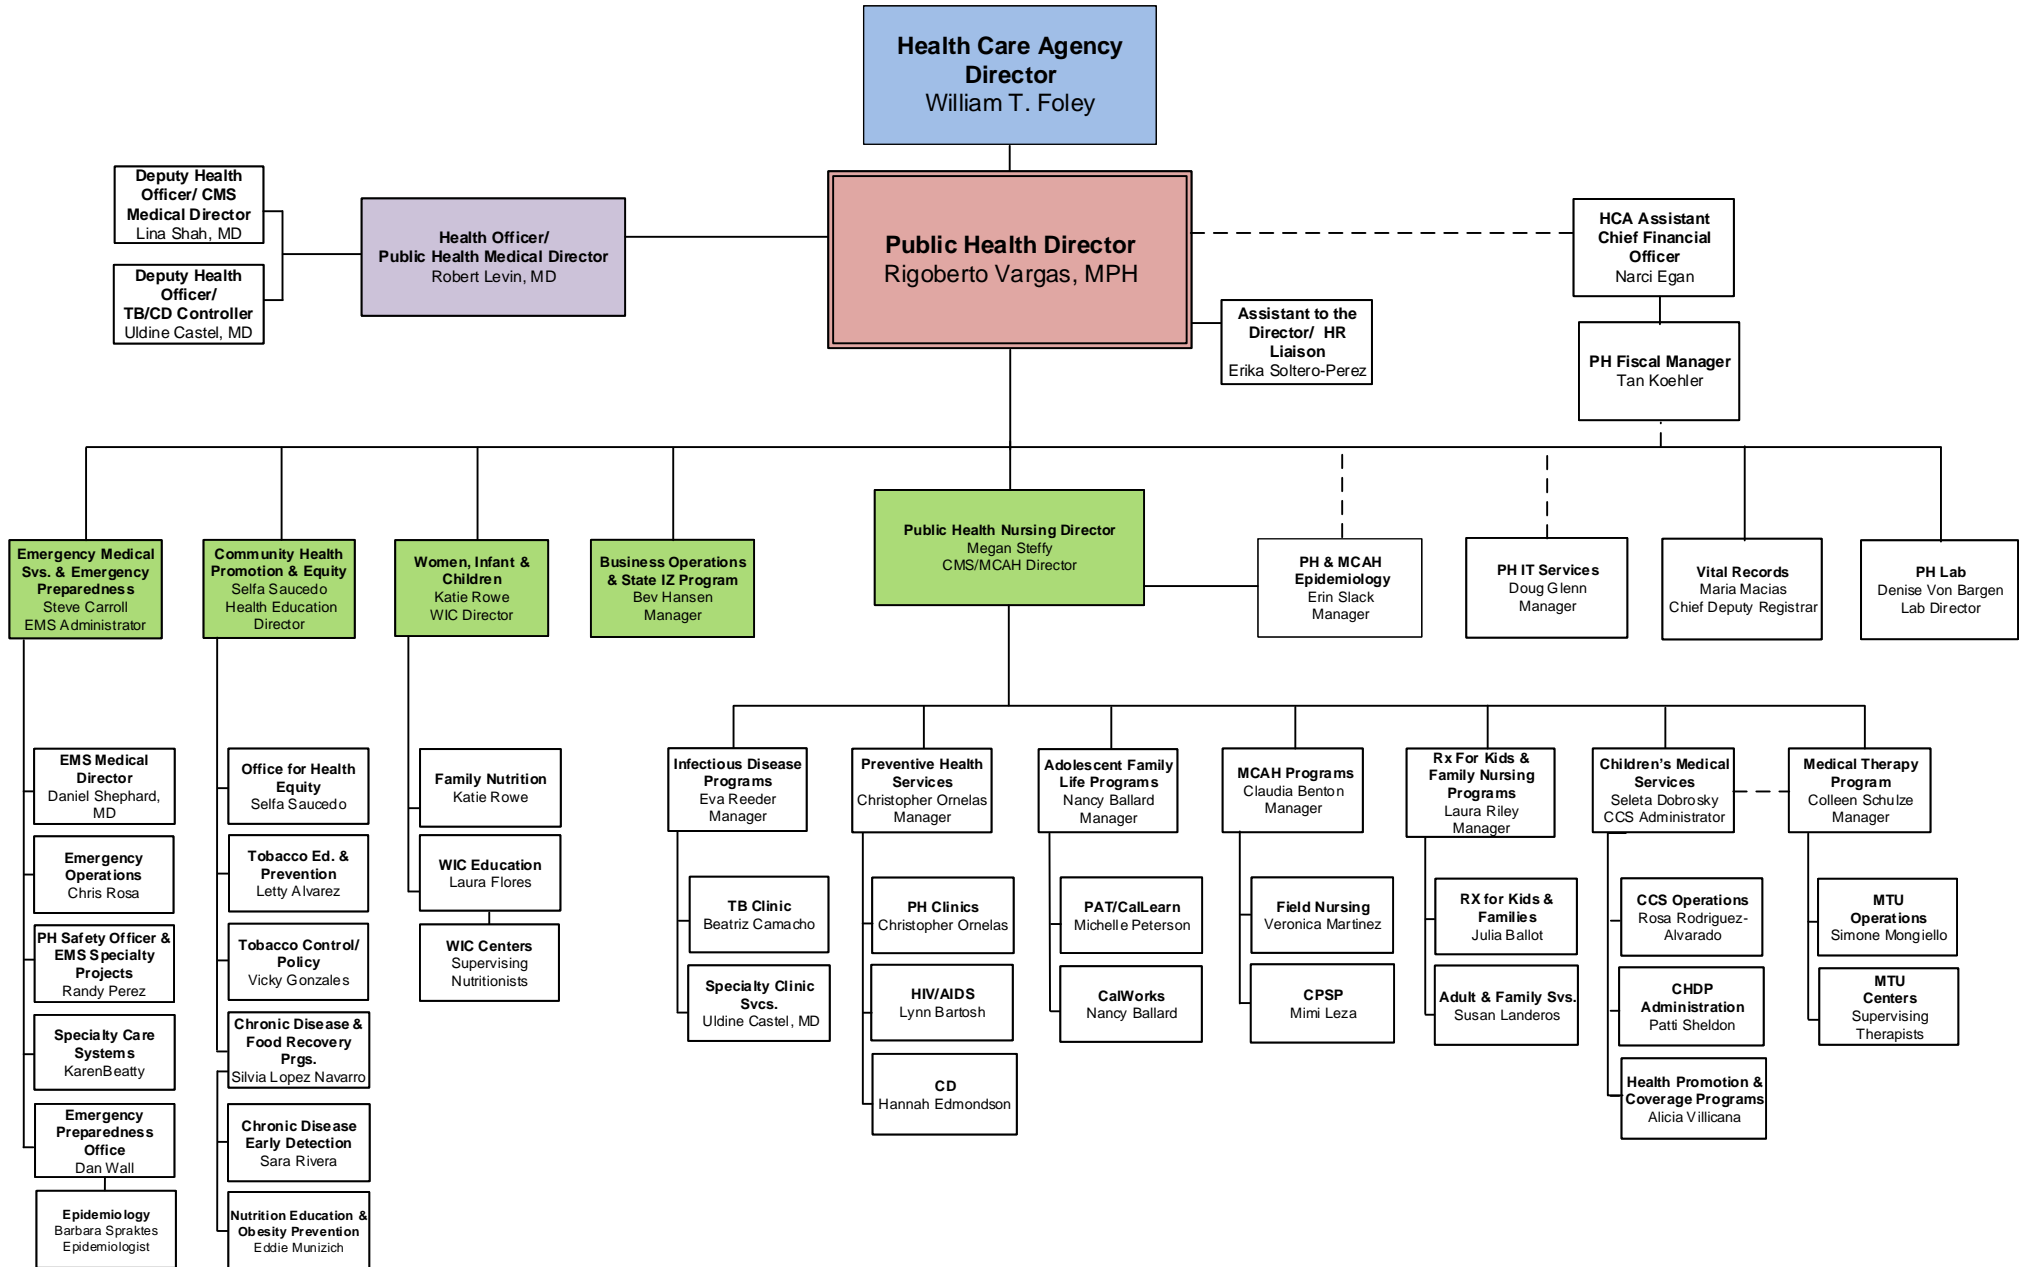 Health Care Agency
Director
William T. Foley
Deputy Health
Officer/ CMS
Medical Director
Lina Shah, MD
Deputy Health
Officer/
TB/CD Controller
Uldine Castel, MD
Health Officer/
Public Health Medical Director
Robert Levin, MD
Public Health Director
Rigoberto Vargas, MPH
Assistant to the
Director/ HR
Liaison
Erika Soltero-Perez
HCA Assistant
Chief Financial
Officer
Narci Egan
PH Fiscal Manager
Tan Koehler
Emergency Medical
Svs. & Emergency
Preparedness
Steve Carroll
EMS Administrator
Community Health
Promotion & Equity
Selfa Saucedo
Health Education
Director
Women, Infant &
Children
Katie Rowe
WIC Director
Business Operations
& State IZ Program
Bev Hansen
Manager
Public Health Nursing Director
Megan Steffy
CMS/MCAH Director
PH & MCAH
Epidemiology
Erin Slack
Manager
PH IT Services
Doug Glenn
Manager
Vital Records
Maria Macias
Chief Deputy Registrar
PH Lab
Denise Von Bargen
Lab Director
EMS Medical
Director
Daniel Shephard,
MD
Emergency
Operations
Chris Rosa
PH Safety Officer &
EMS Specialty
Projects
Randy Perez
Specialty Care
Systems
KarenBeatty
Emergency
Preparedness
Office
Dan Wall
Epidemiology
Barbara Spraktes
Epidemiologist
Office for Health
Equity
Selfa Saucedo
Tobacco Ed. &
Prevention
Letty Alvarez
Tobacco Control/
Policy
Vicky Gonzales
Chronic Disease &
Food Recovery
Prgs.
Silvia Lopez Navarro
Chronic Disease
Early Detection
Sara Rivera
Nutrition Education &
Obesity Prevention
Eddie Munizich
Family Nutrition
Katie Rowe
WIC Education
Laura Flores
WIC Centers
Supervising
Nutritionists
Infectious Disease
Programs
Eva Reeder
Manager
TB Clinic
Beatriz Camacho
Specialty Clinic
Svcs.
Uldine Castel, MD
Preventive Health
Services
Christopher Ornelas
Manager
PH Clinics
Christopher Ornelas
HIV/AIDS
Lynn Bartosh
CD
Hannah Edmondson
Adolescent Family
Life Programs
Nancy Ballard
Manager
PAT/CalLearn
Michelle Peterson
CalWorks
Nancy Ballard
MCAH Programs
Claudia Benton
Manager
Field Nursing
Veronica Martinez
CPSP
Mimi Leza
Rx For Kids &
Family Nursing
Programs
Laura Riley
Manager
RX for Kids &
Families
Julia Ballot
Adult & Family Svs.
Susan Landeros
Children's Medical
Services
Seleta Dobrosky
CCS Administrator
CCS Operations
Rosa Rodriguez-
Alvarado
CHDP
Administration
Patti Sheldon
Health Promotion &
Coverage Programs
Alicia Villicana
Medical Therapy
Program
Colleen Schulze
Manager
MTU
Operations
Simone Mongiello
MTU
Centers
Supervising
Therapists